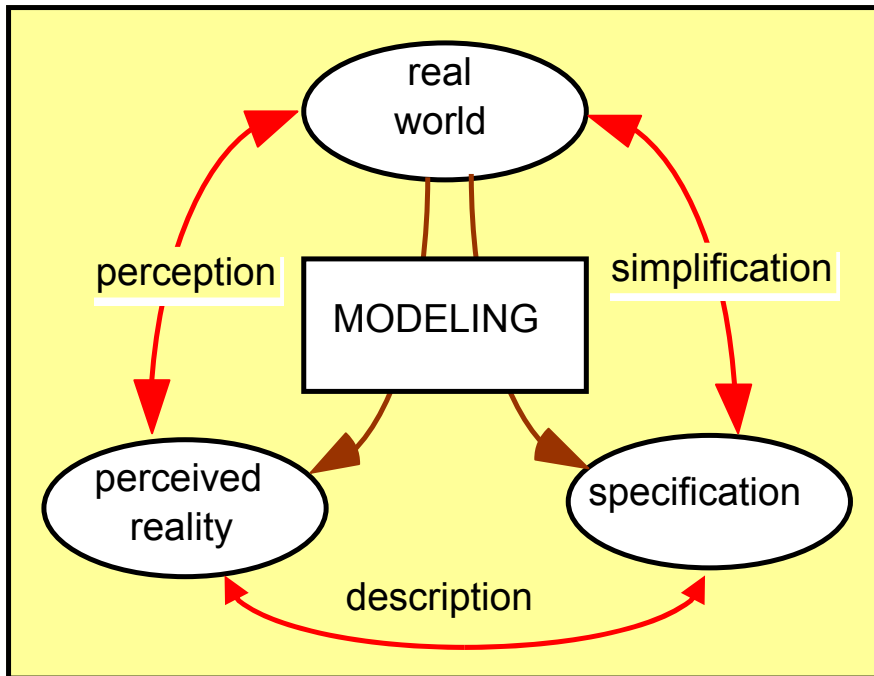 real
world
perception
simplification
MODELING
perceived
reality
specification
description